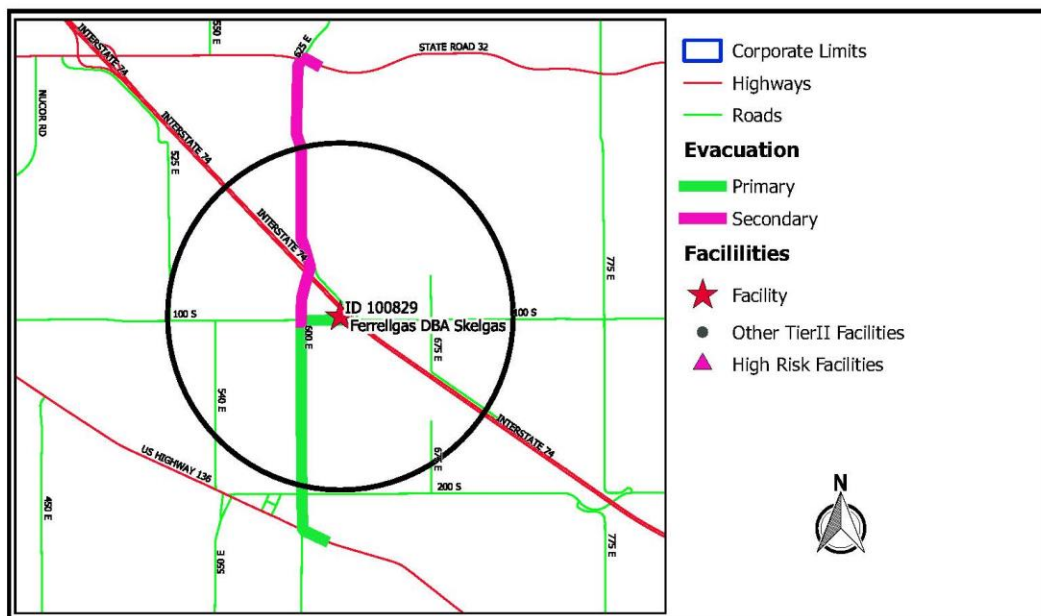 550 E
625 E
STATE ROAD 32
INTERSTATE 74
NUCOR RD
INTERSTATE 74
525 E
INTERSTATE 74
775 E
ID 100829
100 S
Ferrellgas DBA Skelgas
100 S
600 E
675 E
540 E
INTERSTATE 74
US HIGHWAY 136
675 E
200 S
450 E
550 E
775 E
Corporate Limits
Highways
Roads
Evacuation
Primary
Secondary
Facililities
Facility
Other TierII Facilities
High Risk Facilities
N